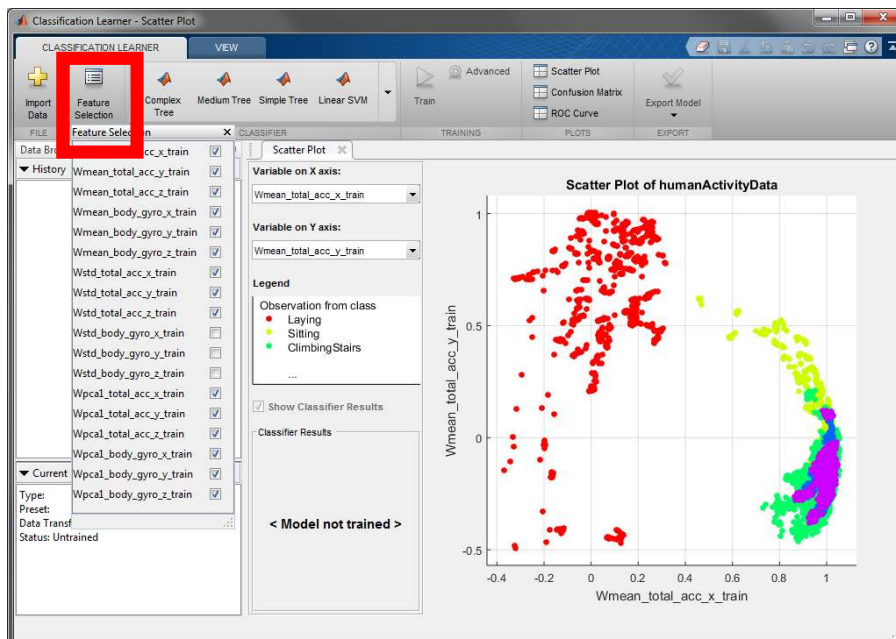 Classification Learner - Scatter Plot
CLASSIFICATION LEARNER
VIEW
Import Data
Feature Selection
Complex Tree
Medium Tree
Simple Tree
Linear SVM
Train
Advanced
Scatter Plot
Confusion Matrix
ROC Curve
Export Model
FILE
Feature Selection
CLASSIFIER
TRAINING
PLOTS
EXPORT
Data
History
acc_x_train
Wmean_total_acc_y_train
Wmean_total_acc_z_train
Wmean_body_gyro_x_train
Wmean_body_gyro_y_train
Wmean_body_gyro_z_train
Wstd_total_acc_x_train
Wstd_total_acc_y_train
Wstd_total_acc_z_train
Wstd_body_gyro_x_train
Wstd_body_gyro_y_train
Wstd_body_gyro_z_train
Wpca1_total_acc_x_train
Wpca1_total_acc_y_train
Wpca1_total_acc_z_train
Wpca1_body_gyro_x_train
Wpca1_body_gyro_y_train
Wpca1_body_gyro_z_train
Current
Type:
Preset:
Data Transf
Status: Untrained
Scatter Plot
Variable on X axis:
Wmean_total_acc_x_train
Variable on Y axis:
Wmean_total_acc_y_train
Legend
Observation from class
Laying
Sitting
ClimbingStairs
...
Show Classifier Results
Classifier Results
< Model not trained >
Scatter Plot of humanActivityData
Wmean_total_acc_y_train
1
0.5
0
-0.5
-0.4 -0.2 0 0.2 0.4 0.6 0.8 1
Wmean_total_acc_x_train